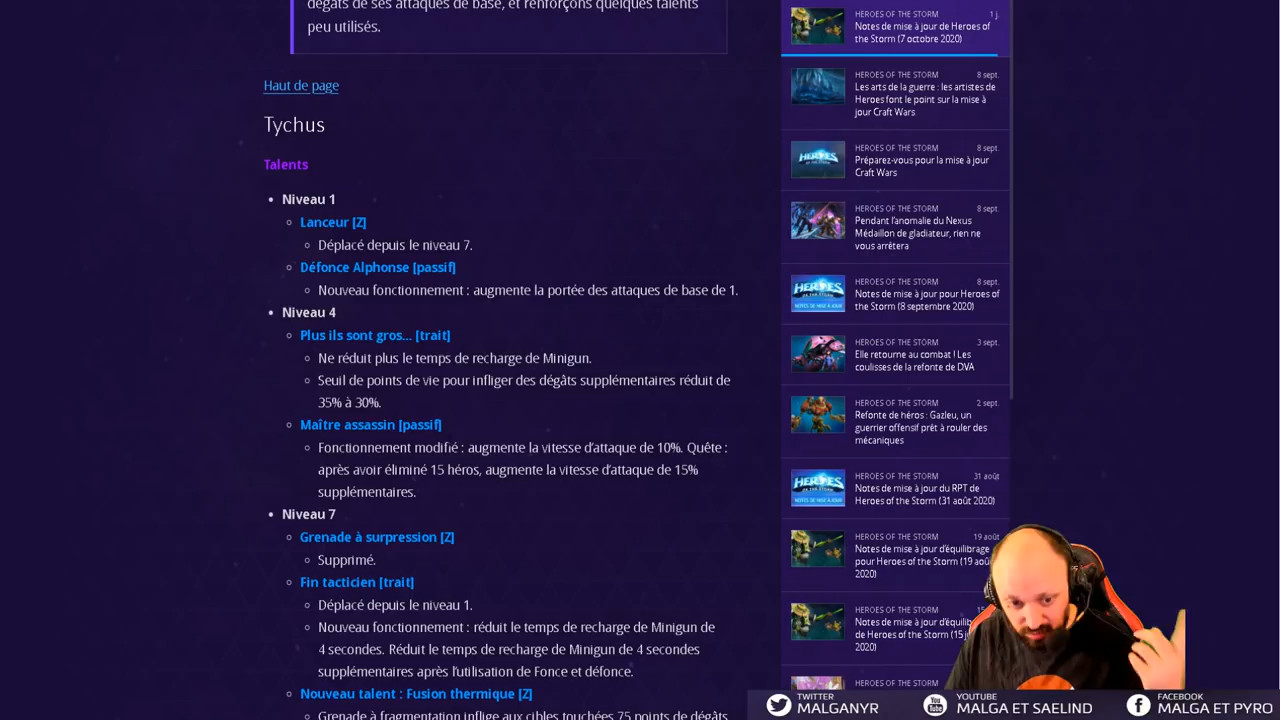 dégâts de ses attaques de base, et renforçons quelques talents
peu utilisés.
Haut de page
Tychus
Talents
Niveau 1
Lanceur [Z]
Déplacé depuis le niveau 7.
Défonce Alphonse [passif]
Nouveau fonctionnement : augmente la portée des attaques de base de 1.
Niveau 4
Plus ils sont gros... [trait]
Ne réduit plus le temps de recharge de Minigun.
Seuil de points de vie pour infliger des dégâts supplémentaires réduit de
35% à 30%.
Maître assassin [passif]
Fonctionnement modifié : augmente la vitesse d'attaque de 10%. Quête :
après avoir éliminé 15 héros, augmente la vitesse d'attaque de 15%
supplémentaires.
Niveau 7
Grenade à surpression [Z]
Supprimé.
Fin tacticien [trait]
Déplacé depuis le niveau 1.
Nouveau fonctionnement : réduit le temps de recharge de Minigun de
4 secondes. Réduit le temps de recharge de Minigun de 4 secondes
supplémentaires après l'utilisation de Fonce et défonce.
Nouveau talent : Fusion thermique [Z]
Grenade à fragmentation inflige aux cibles touchées 75 points de dégâts
HEROES OF THE STORM 1 j.
Notes de mise à jour de Heroes of
the Storm (7 octobre 2020)
HEROES OF THE STORM 8 sept.
Les arts de la guerre : les artistes de
Heroes font le point sur la mise à
jour Craft Wars
HEROES OF THE STORM 8 sept.
Préparez-vous pour la mise à jour
Craft Wars
HEROES OF THE STORM 8 sept.
Pendant l'anomalie du Nexus
Médaillon de gladiateur, rien ne
vous arrêtera
HEROES OF THE STORM 8 sept.
Notes de mise à jour pour Heroes of
the Storm (8 septembre 2020)
HEROES OF THE STORM 3 sept.
Elle retourne au combat ! Les
coulisses de la refonte de D.VA
HEROES OF THE STORM 2 sept.
Refonte de héros : Gazleu, un
guerrier offensif prêt à rouler des
mécaniques
HEROES OF THE STORM 31 août
Notes de mise à jour du RPT de
Heroes of the Storm (31 août 2020)
HEROES OF THE STORM 19 août
Notes de mise à jour d'équilibrage
pour Heroes of the Storm (19 aoû
2020)
HEROES OF THE STORM
Notes de mise à jour d'équilib
de Heroes of the Storm (15 j
2020)
HEROES OF THE STORM
TWITTER
MALGANYR
YOUTUBE
MALGA ET SAELIND
FACEBOOK
MALGA ET PYRO